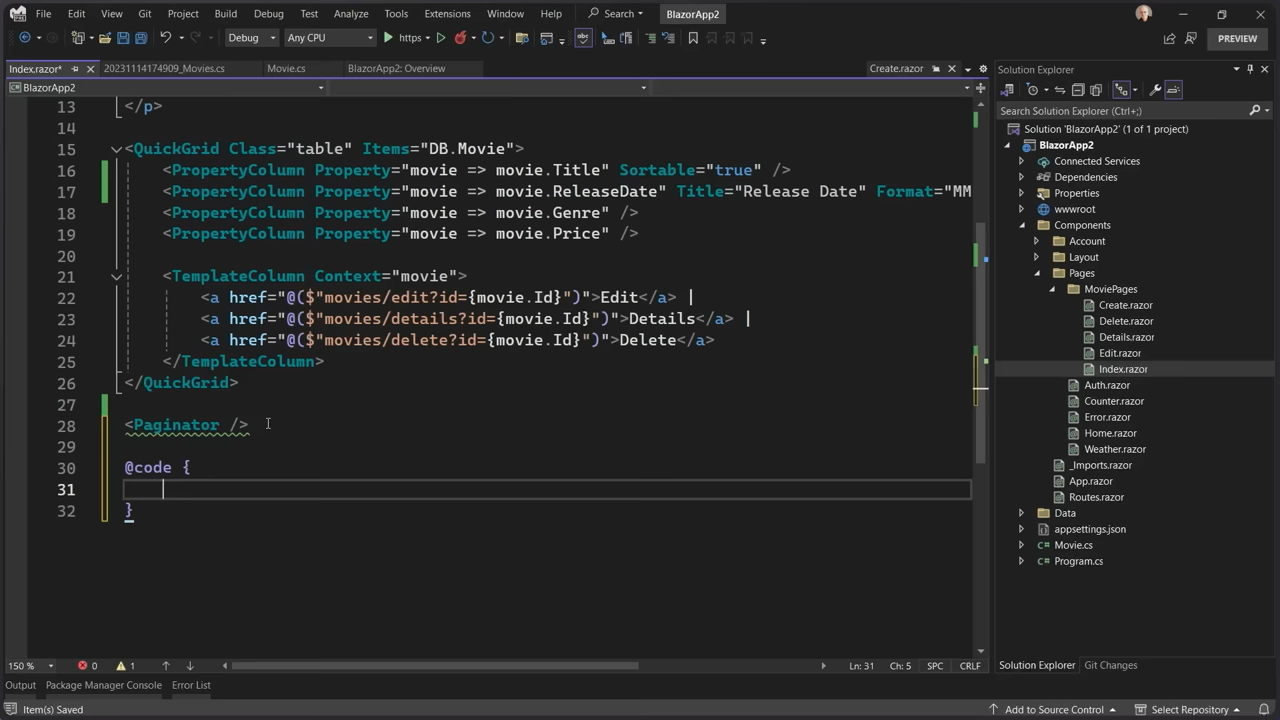 File Edit View Git Project Build Debug Test Analyze Tools Extensions Window Help Search BlazorApp2
Debug Any CPU https PREVIEW
Index.razor* 20231114174909_Movies.cs Movie.cs BlazorApp2: Overview Create.razor
BlazorApp2
13 </p>
14
15 <QuickGrid Class="table" Items="DB.Movie">
16 <PropertyColumn Property="movie => movie.Title" Sortable="true" />
17 <PropertyColumn Property="movie => movie.ReleaseDate" Title="Release Date" Format="MM
18 <PropertyColumn Property="movie => movie.Genre" />
19 <PropertyColumn Property="movie => movie.Price" />
20
21 <TemplateColumn Context="movie">
22 <a href="@($"movies/edit?id={movie.Id}")">Edit</a> |
23 <a href="@($"movies/details?id={movie.Id}")">Details</a> |
24 <a href="@($"movies/delete?id={movie.Id}")">Delete</a>
25 </TemplateColumn>
26 </QuickGrid>
27
28 <Paginator />
29
30 @code {
31
32 }
150 % 0 1 Ln: 31 Ch: 5 SPC CRLF
Output Package Manager Console Error List
Item(s) Saved Add to Source Control Select Repository
Solution Explorer
Search Solution Explorer (Ctrl+;)
Solution 'BlazorApp2' (1 of 1 project)
BlazorApp2
Connected Services
Dependencies
Properties
wwwroot
Components
Account
Layout
Pages
MoviePages
Create.razor
Delete.razor
Details.razor
Edit.razor
Index.razor
Auth.razor
Counter.razor
Error.razor
Home.razor
Weather.razor
_Imports.razor
App.razor
Routes.razor
Data
appsettings.json
Movie.cs
Program.cs
Solution Explorer Git Changes